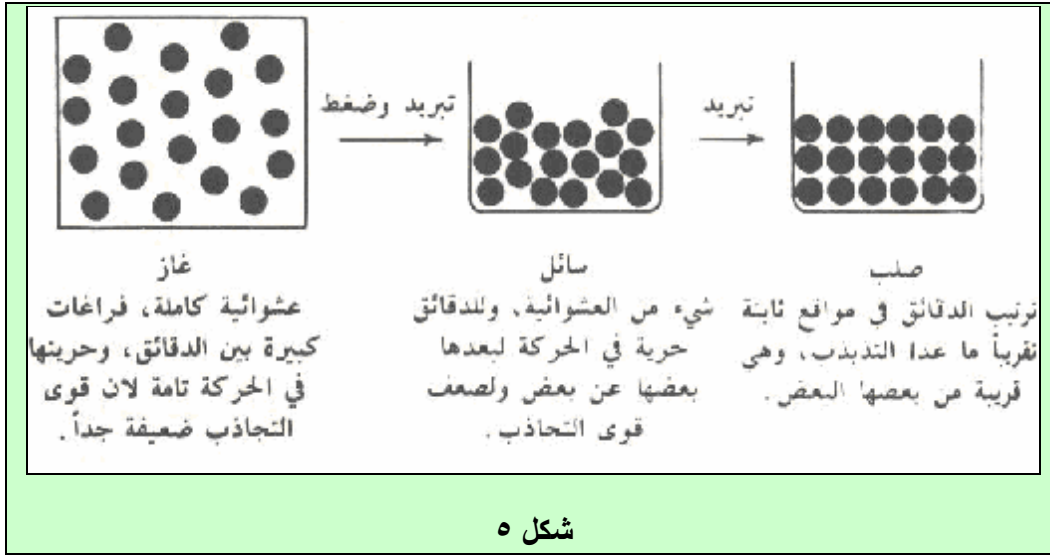 تبريد وضغط
تبريد
غاز
عشوائية كاملة، فراغات
كبيرة بين الدقائق، وحريتها
في الحركة تامة لان قوى
التجاذب ضعيفة جداً.
سائل
شيء من العشوائية، وللدقائق
حرية في الحركة لبعدها
بعضها عن بعض ولضعف
قوى التجاذب.
صلب
ترتيب الدقائق في مواقع ثابتة
تقريباً ما عدا التذبذب، وهي
قريبة من بعضها البعض.
شكل ٥